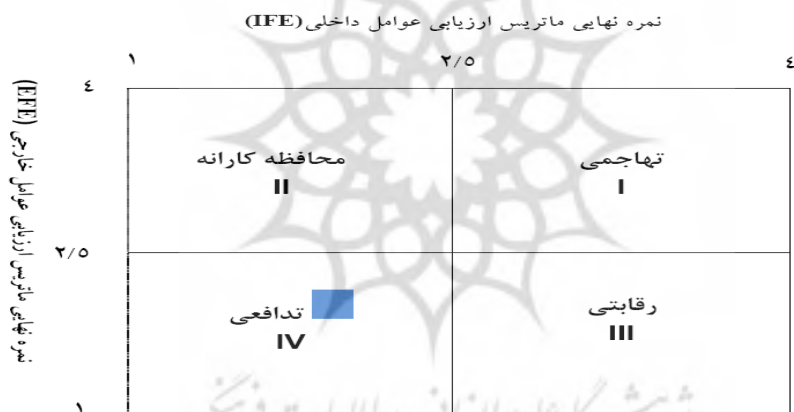 نمره نهایی ماتریس ارزیابی عوامل داخلی (IFE)
۱ ۲/۵ ۴
۴
تهاجمی
I
محافظه کارانه
II
۲/۵
رقابتی
III
تدافعی
IV
۱
نمره نهایی ماتریس ارزیابی عوامل خارجی (EFE)